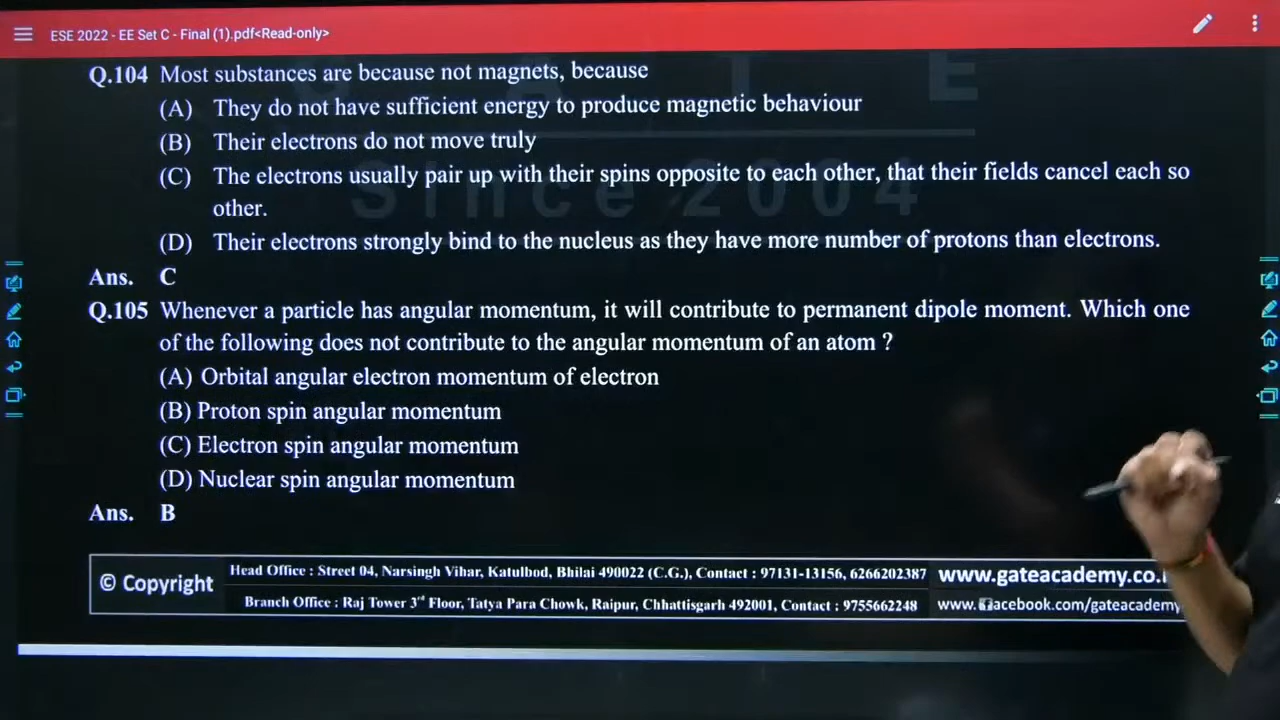 ESE 2022 - EE Set C - Final (1).pdf<Read-only>
Q.104 Most substances are because not magnets, because
(A) They do not have sufficient energy to produce magnetic behaviour
(B) Their electrons do not move truly
(C) The electrons usually pair up with their spins opposite to each other, that their fields cancel each so
other.
(D) Their electrons strongly bind to the nucleus as they have more number of protons than electrons.
Ans. C
Q.105 Whenever a particle has angular momentum, it will contribute to permanent dipole moment. Which one
of the following does not contribute to the angular momentum of an atom ?
(A) Orbital angular electron momentum of electron
(B) Proton spin angular momentum
(C) Electron spin angular momentum
(D) Nuclear spin angular momentum
Ans. B
© Copyright
Head Office : Street 04, Narsingh Vihar, Katulbod, Bhilai 490022 (C.G.), Contact : 97131-13156, 6266202387
Branch Office : Raj Tower 3rd Floor, Tatya Para Chowk, Raipur, Chhattisgarh 492001, Contact : 9755662248
www.gateacademy.co.
www.facebook.com/gateacademy
Since 2004